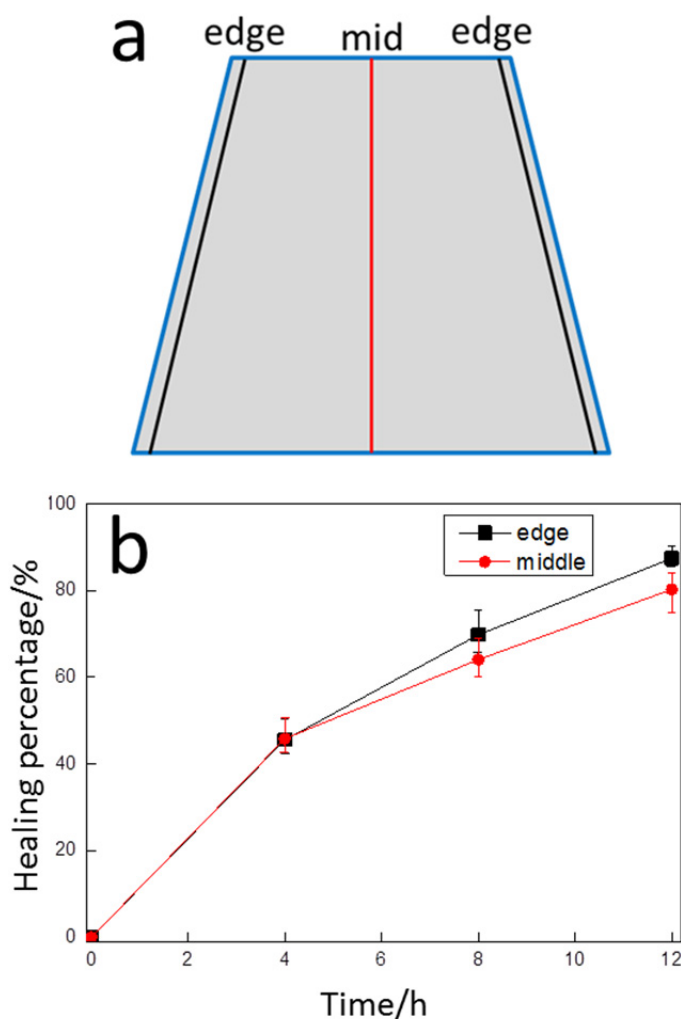 a
edge mid edge
b
100
80
60
40
20
0
Healing percentage/%
edge
middle
0 2 4 6 8 10 12
Time/h